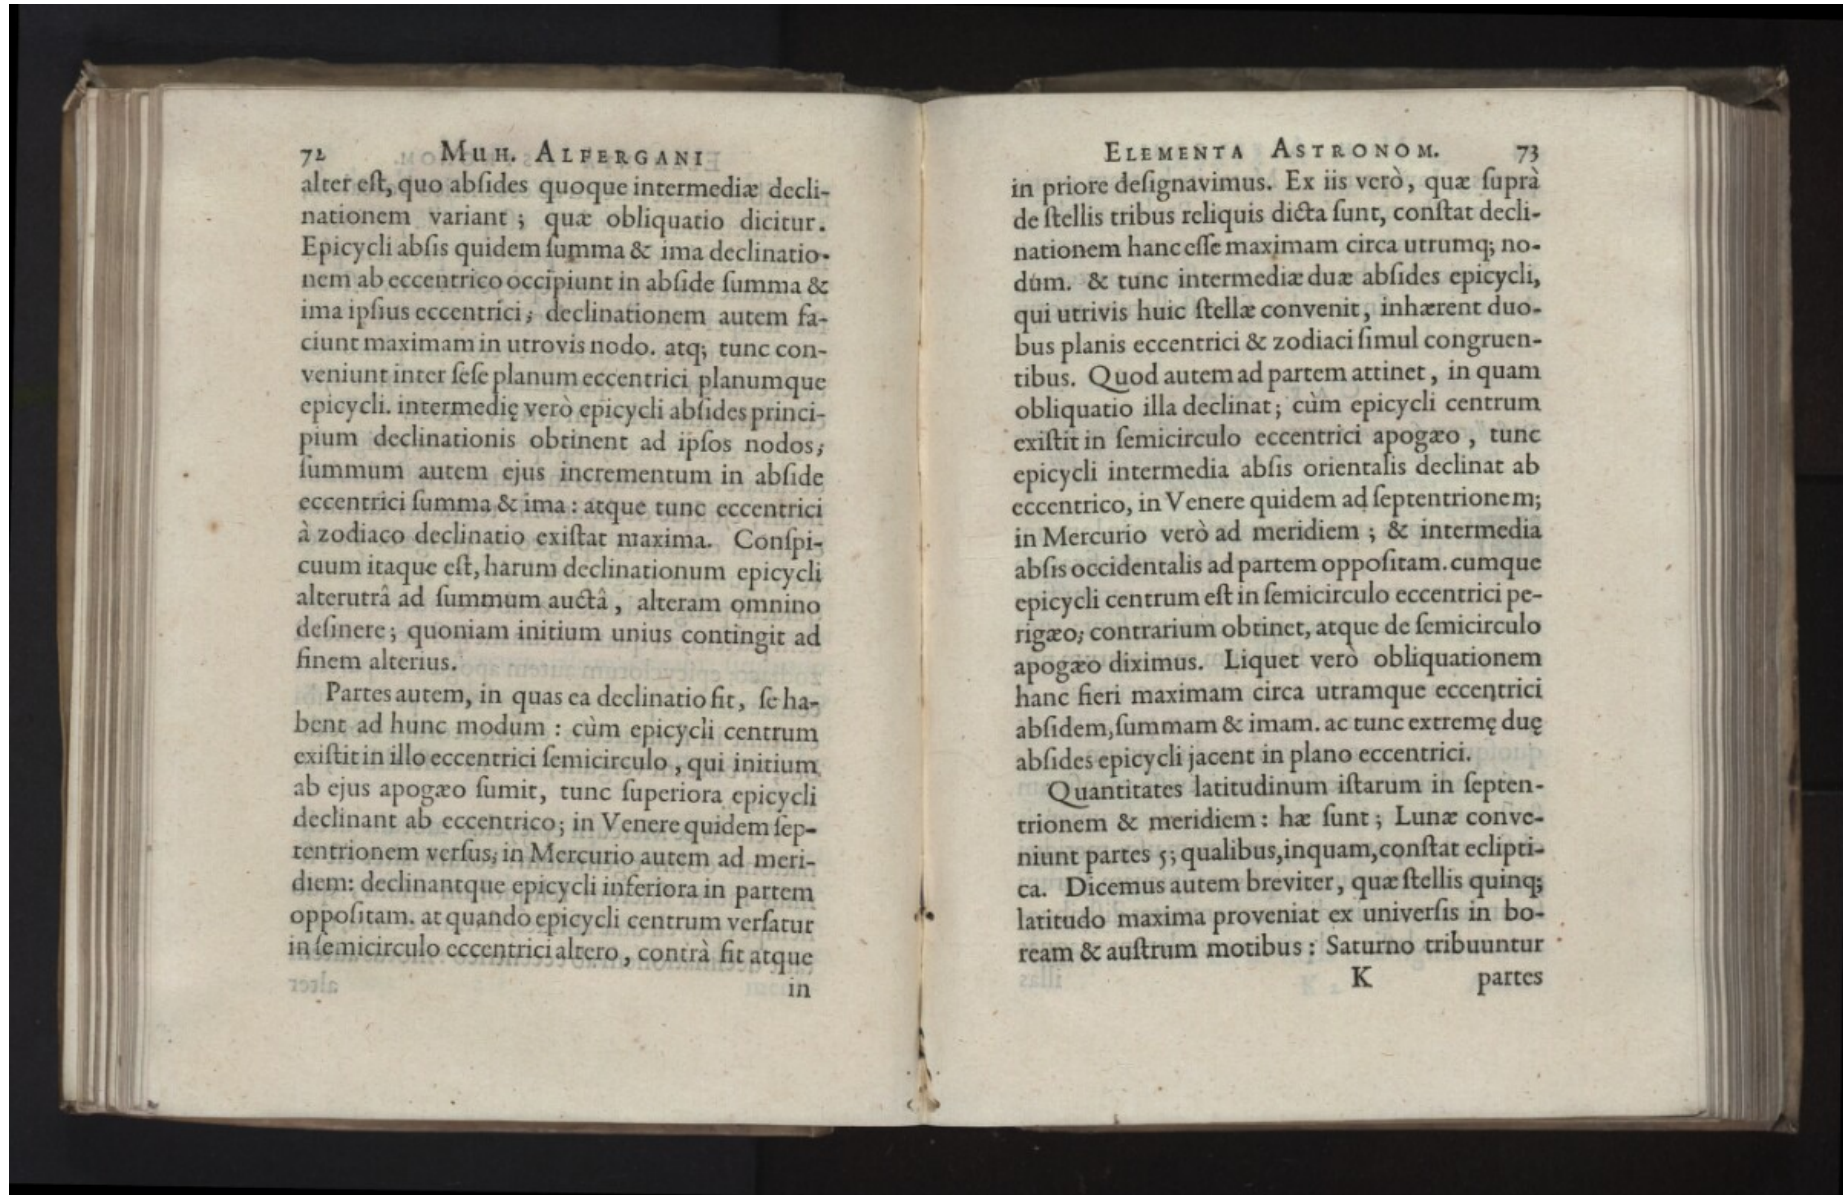 72 MUH. ALFERGANI
alter eſt, quo abſides quoque intermediæ decli-
nationem variant ; quæ obliquatio dicitur.
Epicycli abſis quidem ſumma & ima declinatio-
nem ab eccentrico occipiunt in abſide ſumma &
ima ipſius eccentrici ; declinationem autem fa-
ciunt maximam in utrovis nodo. atq; tunc con-
veniunt inter ſeſe planum eccentrici planumque
epicycli. intermedię verò epicycli abſides princi-
pium declinationis obtinent ad ipſos nodos;
ſummum autem ejus incrementum in abſide
eccentrici ſumma & ima : atque tunc eccentrici
à zodiaco declinatio exiſtat maxima. Conſpi-
cuum itaque eſt, harum declinationum epicycli
alterutrâ ad ſummum auctâ, alteram omnino
deſinere; quoniam initium unius contingit ad
finem alterius.
Partes autem, in quas ea declinatio fit, ſe ha-
bent ad hunc modum : cùm epicycli centrum
exiſtit in illo eccentrici ſemicirculo, qui initium
ab ejus apogæo ſumit, tunc ſuperiora epicycli
declinant ab eccentrico; in Venere quidem ſep-
tentrionem verſus; in Mercurio autem ad meri-
diem: declinantque epicycli inferiora in partem
oppoſitam. at quando epicycli centrum verſatur
in ſemicirculo eccentrici altero, contrà fit atque
in
ELEMENTA ASTRONOM. 73
in priore deſignavimus. Ex iis verò, quæ ſuprà
de ſtellis tribus reliquis dicta ſunt, conſtat decli-
nationem hanc eſſe maximam circa utrumq; no-
dum. & tunc intermediæ duæ abſides epicycli,
qui utrivis huic ſtellæ convenit, inhærent duo-
bus planis eccentrici & zodiaci ſimul congruen-
tibus. Quod autem ad partem attinet, in quam
obliquatio illa declinat; cùm epicycli centrum
exiſtit in ſemicirculo eccentrici apogæo, tunc
epicycli intermedia abſis orientalis declinat ab
eccentrico, in Venere quidem ad ſeptentrionem;
in Mercurio verò ad meridiem ; & intermedia
abſis occidentalis ad partem oppoſitam. cumque
epicycli centrum eſt in ſemicirculo eccentrici pe-
rigæo; contrarium obtinet, atque de ſemicirculo
apogæo diximus. Liquet verò obliquationem
hanc fieri maximam circa utramque eccentrici
abſidem, ſummam & imam. ac tunc extremę duę
abſides epicycli jacent in plano eccentrici.
Quantitates latitudinum iſtarum in ſepten-
trionem & meridiem : hæ ſunt ; Lunæ conve-
niunt partes 5; qualibus, inquam, conſtat eclipti-
ca. Dicemus autem breviter, quæ ſtellis quinq;
latitudo maxima proveniat ex univerſis in bo-
ream & auſtrum motibus : Saturno tribuuntur
K partes